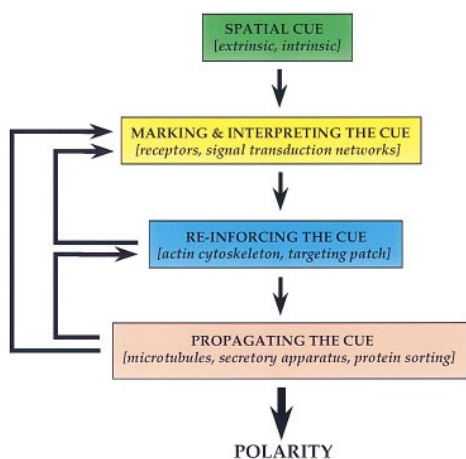 SPATIAL CUE
[extrinsic, intrinsic]
MARKING & INTERPRETING THE CUE
[receptors, signal transduction networks]
RE-INFORCING THE CUE
[actin cytoskeleton, targeting patch]
PROPAGATING THE CUE
[microtubules, secretory apparatus, protein sorting]
POLARITY